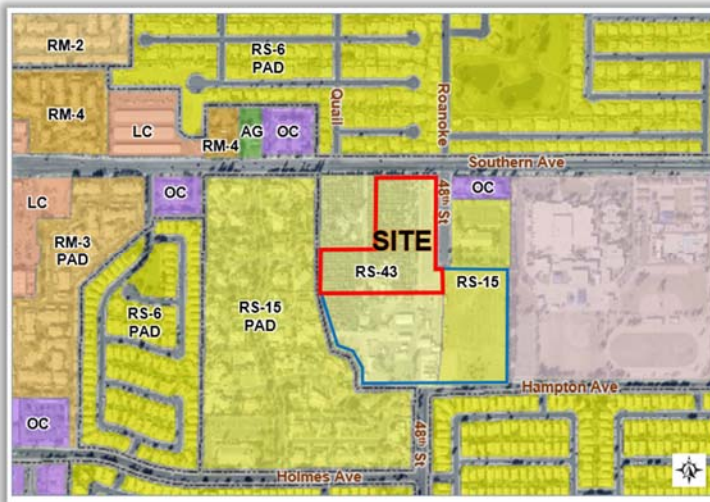 RM-2
RS-6
PAD
RM-4
LC
RM-4
AG
OC
Quail
Roanoke
Southern Ave
LC
OC
48th St
OC
RM-3
PAD
SITE
RS-43
RS-15
RS-6
PAD
RS-15
PAD
OC
Hampton Ave
48th St
Holmes Ave